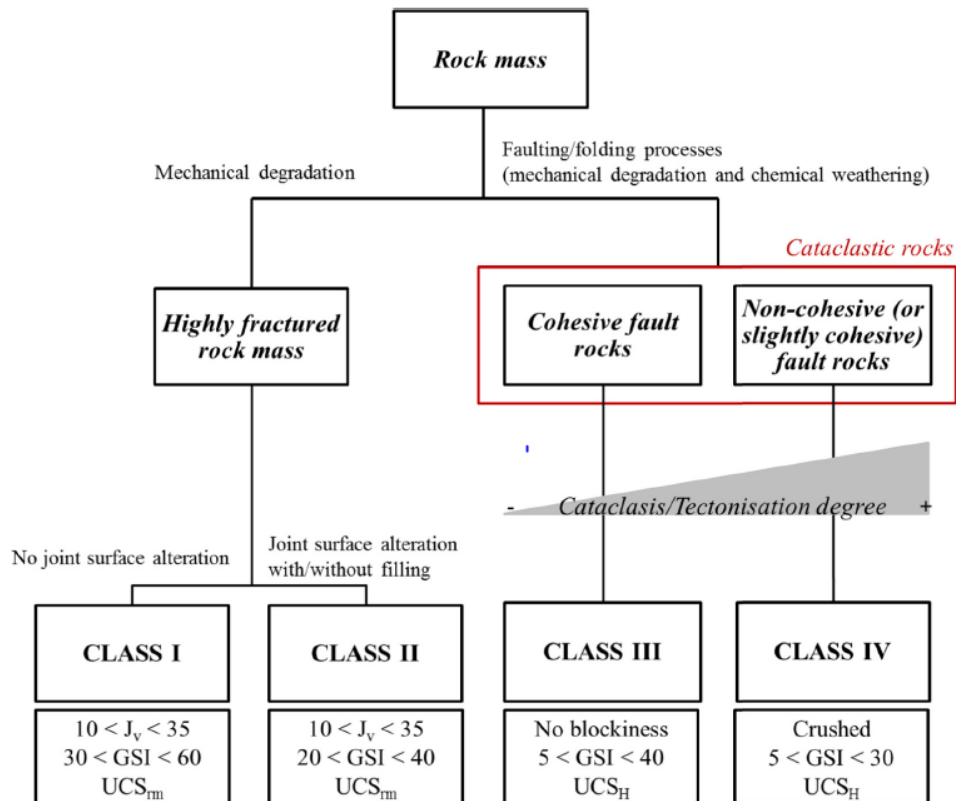 Rock mass
Mechanical degradation
Faulting/folding processes
(mechanical degradation and chemical weathering)
Cataclastic rocks
Highly fractured
rock mass
Cohesive fault
rocks
Non-cohesive (or
slightly cohesive)
fault rocks
- Cataclasis/Tectonisation degree +
No joint surface alteration
Joint surface alteration
with/without filling
CLASS I
CLASS II
CLASS III
CLASS IV
10 < Jv < 35
30 < GSI < 60
UCSrm
10 < Jv < 35
20 < GSI < 40
UCSrm
No blockiness
5 < GSI < 40
UCSH
Crushed
5 < GSI < 30
UCSH